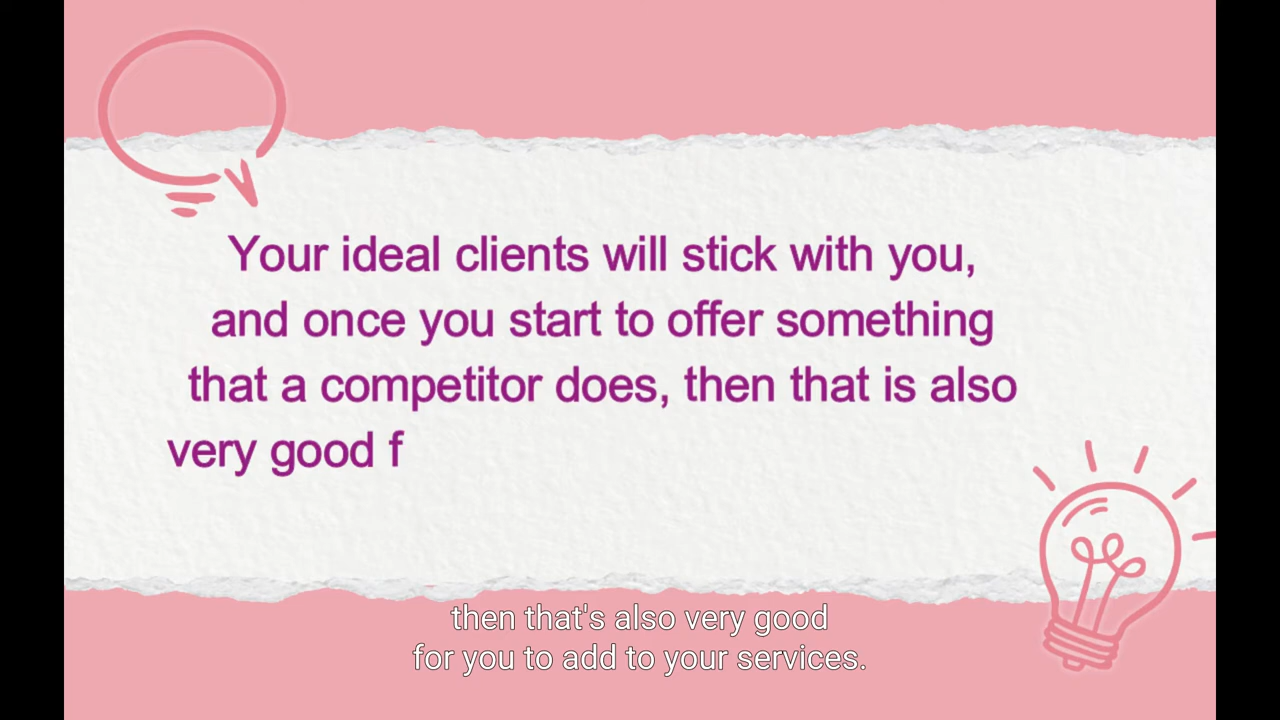 Your ideal clients will stick with you,
and once you start to offer something
that a competitor does, then that is also
very good f
then that's also very good
for you to add to your services.